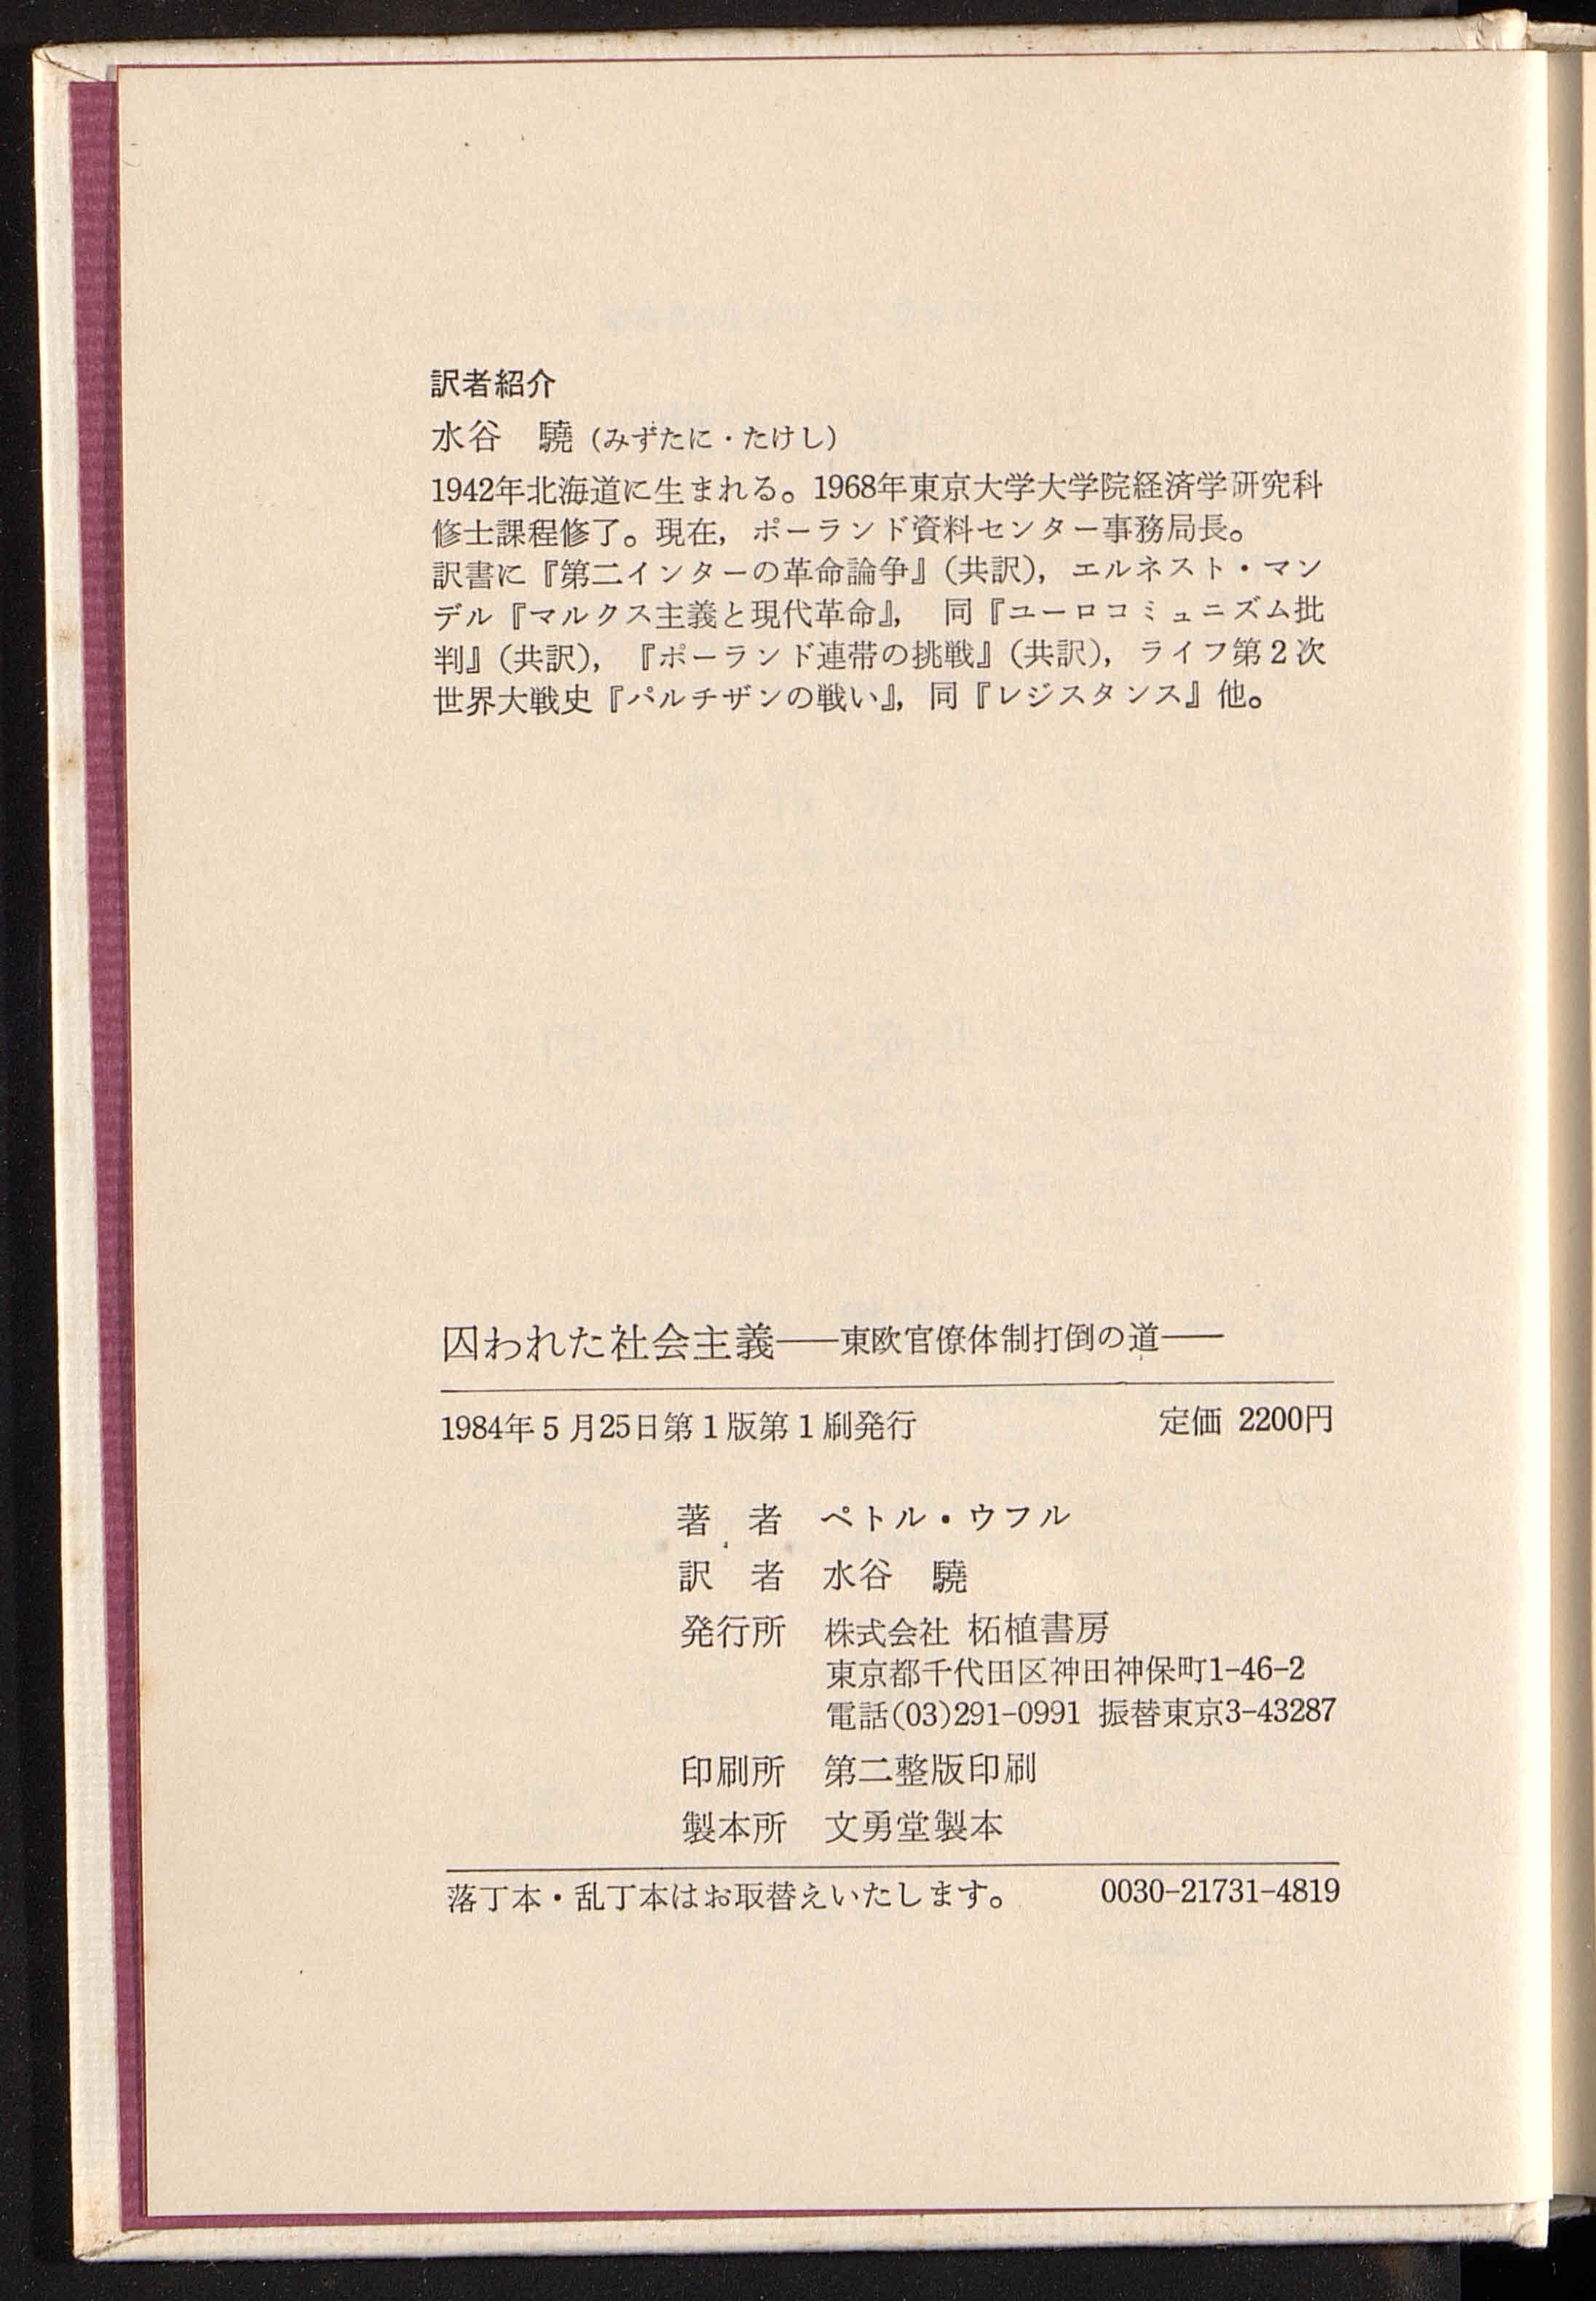 訳者紹介
水谷　驍（みずたに・たけし）
1942年北海道に生まれる。1968年東京大学大学院経済学研究科
修士課程修了。現在，ポーランド資料センター事務局長。
訳書に『第二インターの革命論争』（共訳），エルネスト・マン
デル『マルクス主義と現代革命』，同『ユーロコミュニズム批
判』（共訳），『ポーランド連帯の挑戦』（共訳），ライフ第2次
世界大戦史『パルチザンの戦い』，同『レジスタンス』他。
囚われた社会主義──東欧官僚体制打倒の道──
1984年5月25日第1版第1刷発行　定価 2200円
著　者　ペトル・ウフル
訳　者　水谷　驍
発行所　株式会社 柘植書房
東京都千代田区神田神保町1-46-2
電話(03)291-0991 振替東京3-43287
印刷所　第二整版印刷
製本所　文勇堂製本
落丁本・乱丁本はお取替えいたします。　0030-21731-4819